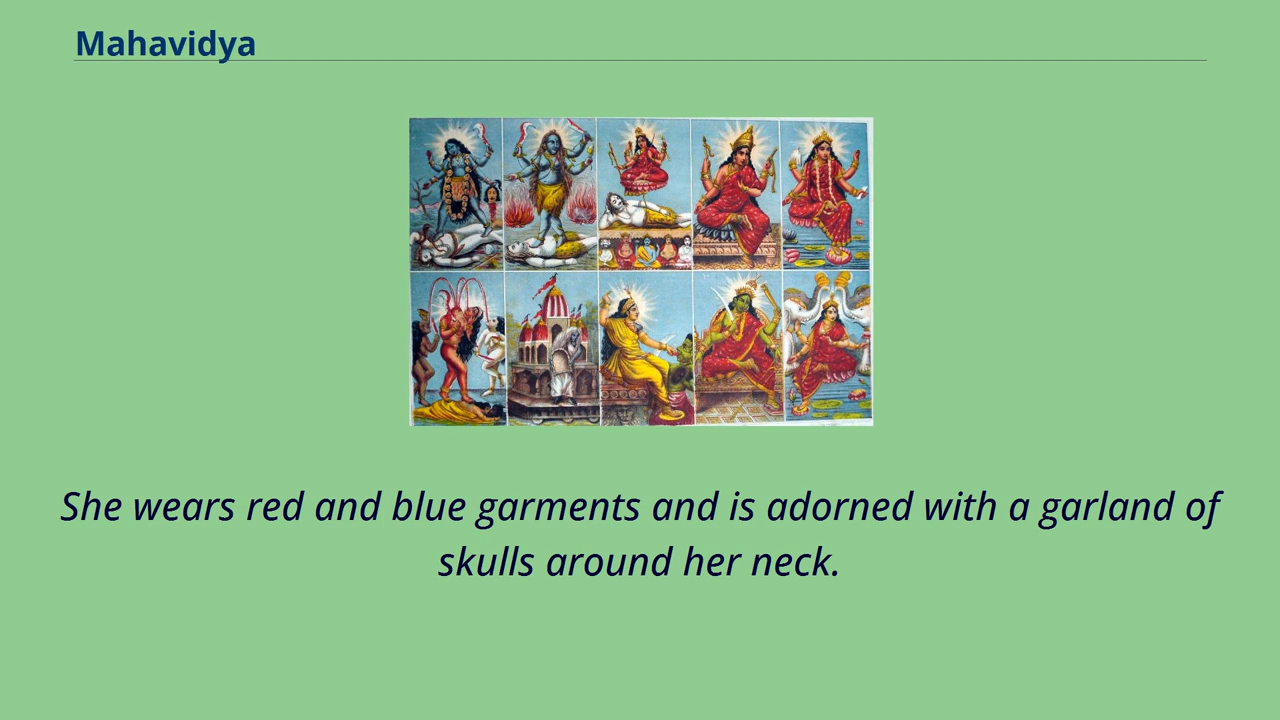 Mahavidya
She wears red and blue garments and is adorned with a garland of
skulls around her neck.